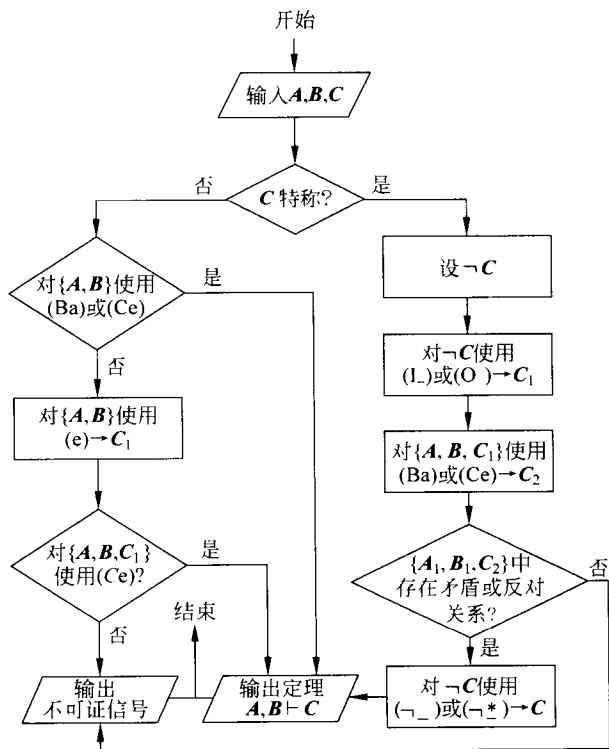 开始
输入A,B,C
否
C 特称?
是
对{A,B}使用
(Ba)或(Ce)
是
设¬C
否
对¬C使用
(I_)或(O )→C₁
对{A,B}使用
(e)→C₁
对{A, B, C₁}使用
(Ba)或(Ce)→C₂
对{A,B,C₁}
使用(Ce)?
是
{A₁,B₁,C₂}中
存在矛盾或反对
关系?
否
结束
否
是
输出
不可证信号
输出定理
A,B⊢C
对¬C使用
(¬_)或(¬*)→C